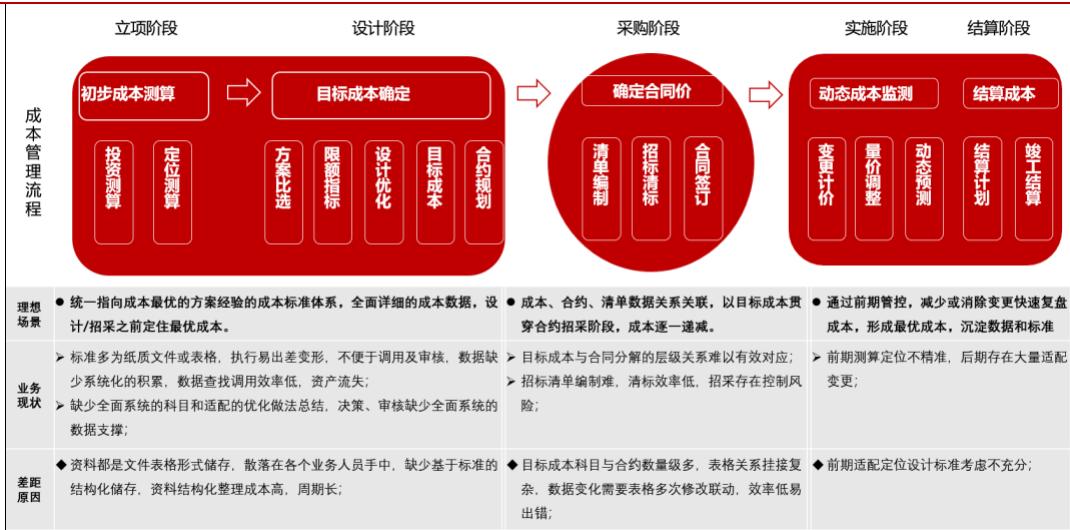 立项阶段
设计阶段
采购阶段
实施阶段
结算阶段
成本管理流程
初步成本测算
目标成本确定
确定合同价
动态成本监测
结算成本
投资测算
定位测算
方案比选
限额指标
设计优化
目标成本
合约规划
清单编制
招标清标
合同签订
变更计价
量价调整
动态预测
结算计划
竣工结算
理想
场景
● 统一指向成本最优的方案经验的成本标准体系，全面详细的成本数据，设
计/招采之前定住最优成本。
● 成本、合约、清单数据关系关联，以目标成本贯
穿合约招采阶段，成本逐一递减。
● 通过前期管控，减少或消除变更快速复盘
成本，形成最优成本，沉淀数据和标准
业务
现状
➢ 标准多为纸质文件或表格，执行易出差变形，不便于调用及审核，数据缺
少系统化的积累，数据查找调用效率低，资产流失；
➢ 缺少全面系统的科目和适配的优化做法总结，决策、审核缺少全面系统的
数据支撑；
➢ 目标成本与合同分解的层级关系难以有效对应；
➢ 招标清单编制难，清标效率低，招采存在控制风
险；
➢ 前期测算定位不精准，后期存在大量适配
变更；
差距
原因
◆ 资料都是文件表格形式储存，散落在各个业务人员手中，缺少基于标准的
结构化储存，资料结构化整理成本高，周期长；
◆ 目标成本科目与合约数量级多，表格关系挂接复
杂，数据变化需要表格多次修改联动，效率低易
出错；
◆ 前期适配定位设计标准考虑不充分；